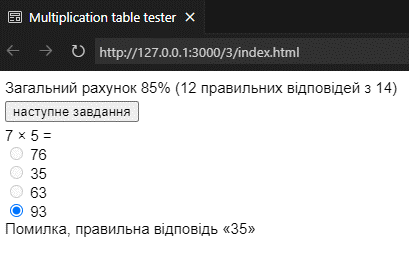 Multiplication table tester
http://127.0.0.1:3000/3/index.html
Загальний рахунок 85% (12 правильних відповідей з 14)
наступне завдання
7 × 5 =
76
35
63
93
Помилка, правильна відповідь «35»